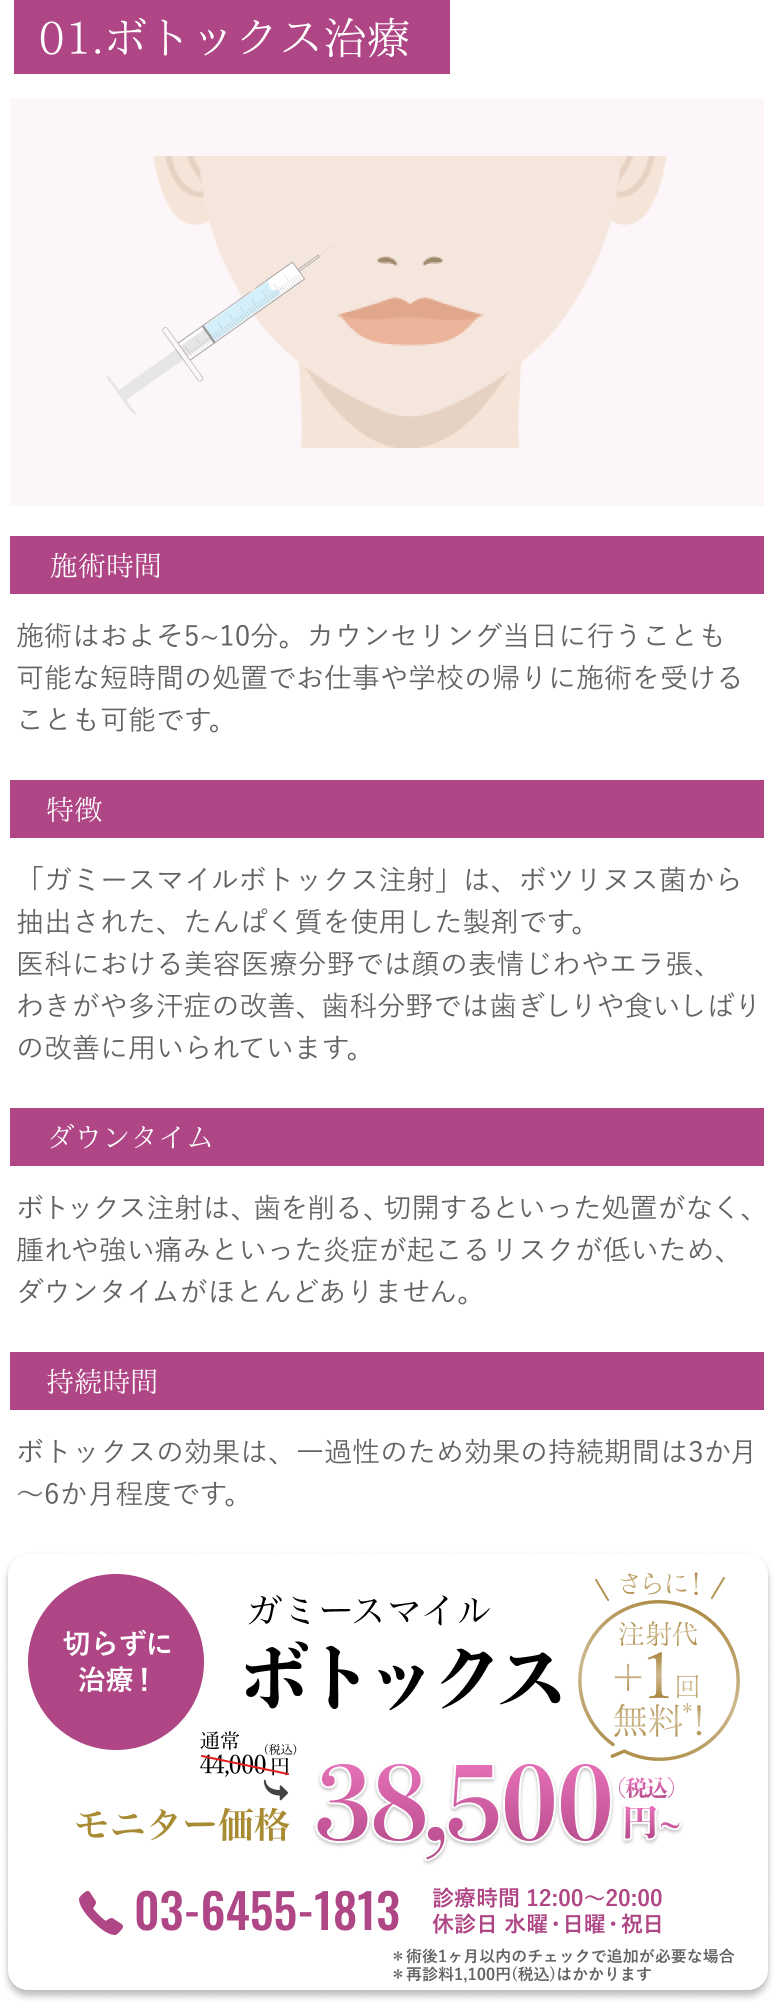 01.ボトックス治療
施術時間
施術はおよそ5~10分。カウンセリング当日に行うことも
可能な短時間の処置でお仕事や学校の帰りに施術を受ける
ことも可能です。
特徴
「ガミースマイルボトックス注射」は、ボツリヌス菌から
抽出された、たんぱく質を使用した製剤です。
医科における美容医療分野では顔の表情じわやエラ張、
わきがや多汗症の改善、歯科分野では歯ぎしりや食いしばり
の改善に用いられています。
ダウンタイム
ボトックス注射は、歯を削る、切開するといった処置がなく、
腫れや強い痛みといった炎症が起こるリスクが低いため、
ダウンタイムがほとんどありません。
持続時間
ボトックスの効果は、一過性のため効果の持続期間は3か月
〜6か月程度です。
切らずに
治療！
ガミースマイル
ボトックス
\ さらに! /
注射代
+1回
無料*!
通常
44,000円(税込)
モニター価格
38,500円~(税込)
03-6455-1813
診療時間 12:00〜20:00
休診日 水曜・日曜・祝日
＊術後1ヶ月以内のチェックで追加が必要な場合
＊再診料1,100円(税込)はかかります